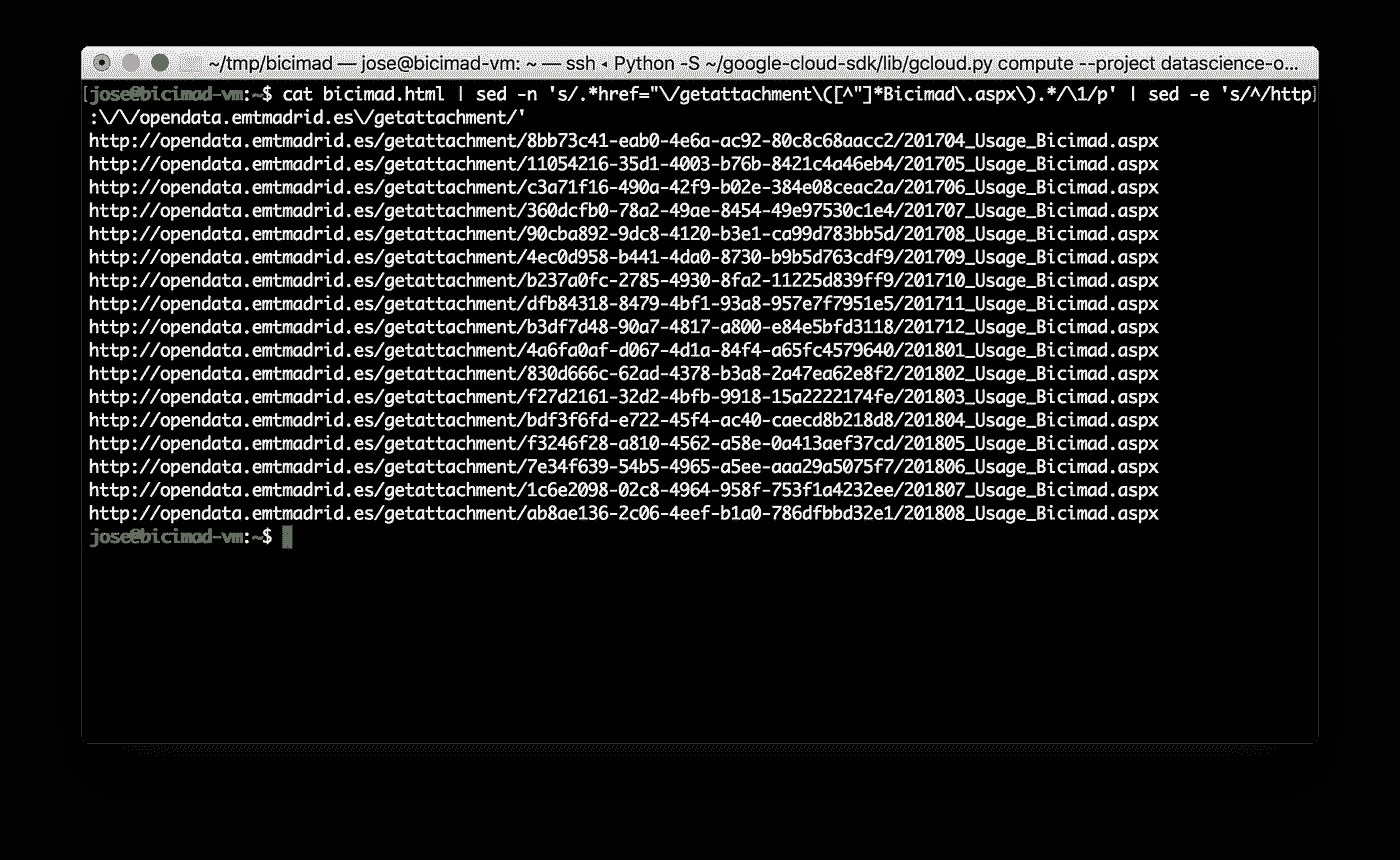 ~/tmp/bicimad — jose@bicimad-vm: ~ — ssh ◂ Python -S ~/google-cloud-sdk/lib/gcloud.py compute --project datascience-o...
[jose@bicimad-vm:~$ cat bicimad.html | sed -n 's/.*href="\/getattachment\([^"]*Bicimad\.aspx\).*/\1/p' | sed -e 's/^/http]
:\/\/opendata.emtmadrid.es\/getattachment/'
http://opendata.emtmadrid.es/getattachment/8bb73c41-eab0-4e6a-ac92-80c8c68aacc2/201704_Usage_Bicimad.aspx
http://opendata.emtmadrid.es/getattachment/11054216-35d1-4003-b76b-8421c4a46eb4/201705_Usage_Bicimad.aspx
http://opendata.emtmadrid.es/getattachment/c3a71f16-490a-42f9-b02e-384e08ceac2a/201706_Usage_Bicimad.aspx
http://opendata.emtmadrid.es/getattachment/360dcfb0-78a2-49ae-8454-49e97530c1e4/201707_Usage_Bicimad.aspx
http://opendata.emtmadrid.es/getattachment/90cba892-9dc8-4120-b3e1-ca99d783bb5d/201708_Usage_Bicimad.aspx
http://opendata.emtmadrid.es/getattachment/4ec0d958-b441-4da0-8730-b9b5d763cdf9/201709_Usage_Bicimad.aspx
http://opendata.emtmadrid.es/getattachment/b237a0fc-2785-4930-8fa2-11225d839ff9/201710_Usage_Bicimad.aspx
http://opendata.emtmadrid.es/getattachment/dfb84318-8479-4bf1-93a8-957e7f7951e5/201711_Usage_Bicimad.aspx
http://opendata.emtmadrid.es/getattachment/b3df7d48-90a7-4817-a800-e84e5bfd3118/201712_Usage_Bicimad.aspx
http://opendata.emtmadrid.es/getattachment/4a6fa0af-d067-4d1a-84f4-a65fc4579640/201801_Usage_Bicimad.aspx
http://opendata.emtmadrid.es/getattachment/830d666c-62ad-4378-b3a8-2a47ea62e8f2/201802_Usage_Bicimad.aspx
http://opendata.emtmadrid.es/getattachment/f27d2161-32d2-4bfb-9918-15a2222174fe/201803_Usage_Bicimad.aspx
http://opendata.emtmadrid.es/getattachment/bdf3f6fd-e722-45f4-ac40-caecd8b218d8/201804_Usage_Bicimad.aspx
http://opendata.emtmadrid.es/getattachment/f3246f28-a810-4562-a58e-0a413aef37cd/201805_Usage_Bicimad.aspx
http://opendata.emtmadrid.es/getattachment/7e34f639-54b5-4965-a5ee-aaa29a5075f7/201806_Usage_Bicimad.aspx
http://opendata.emtmadrid.es/getattachment/1c6e2098-02c8-4964-958f-753f1a4232ee/201807_Usage_Bicimad.aspx
http://opendata.emtmadrid.es/getattachment/ab8ae136-2c06-4eef-b1a0-786dfbbd32e1/201808_Usage_Bicimad.aspx
jose@bicimad-vm:~$